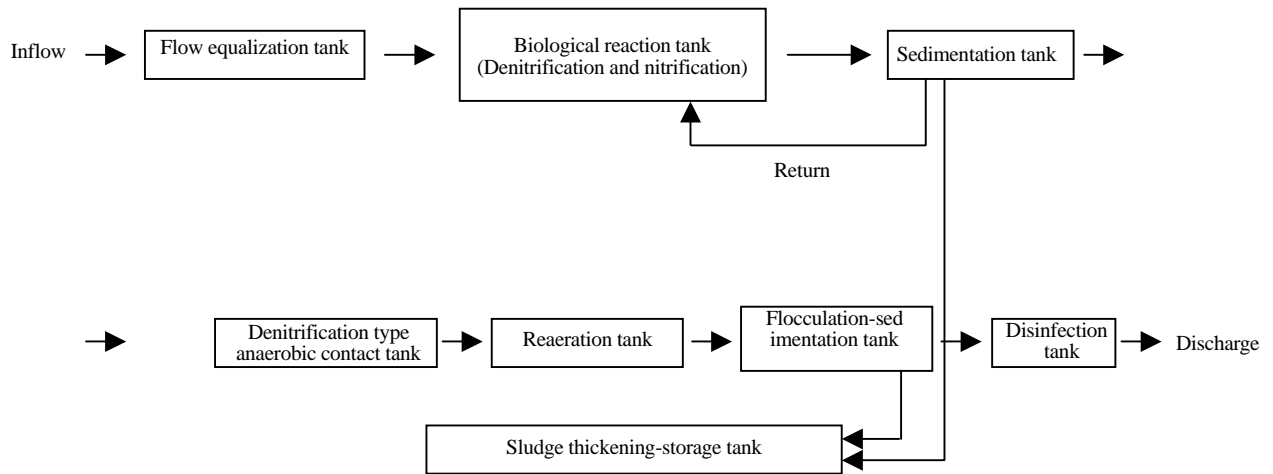 Inflow
Flow equalization tank
Biological reaction tank
(Denitrification and nitrification)
Sedimentation tank
Return
Denitrification type
anaerobic contact tank
Reaeration tank
Flocculation-sed
imentation tank
Disinfection
tank
Discharge
Sludge thickening-storage tank